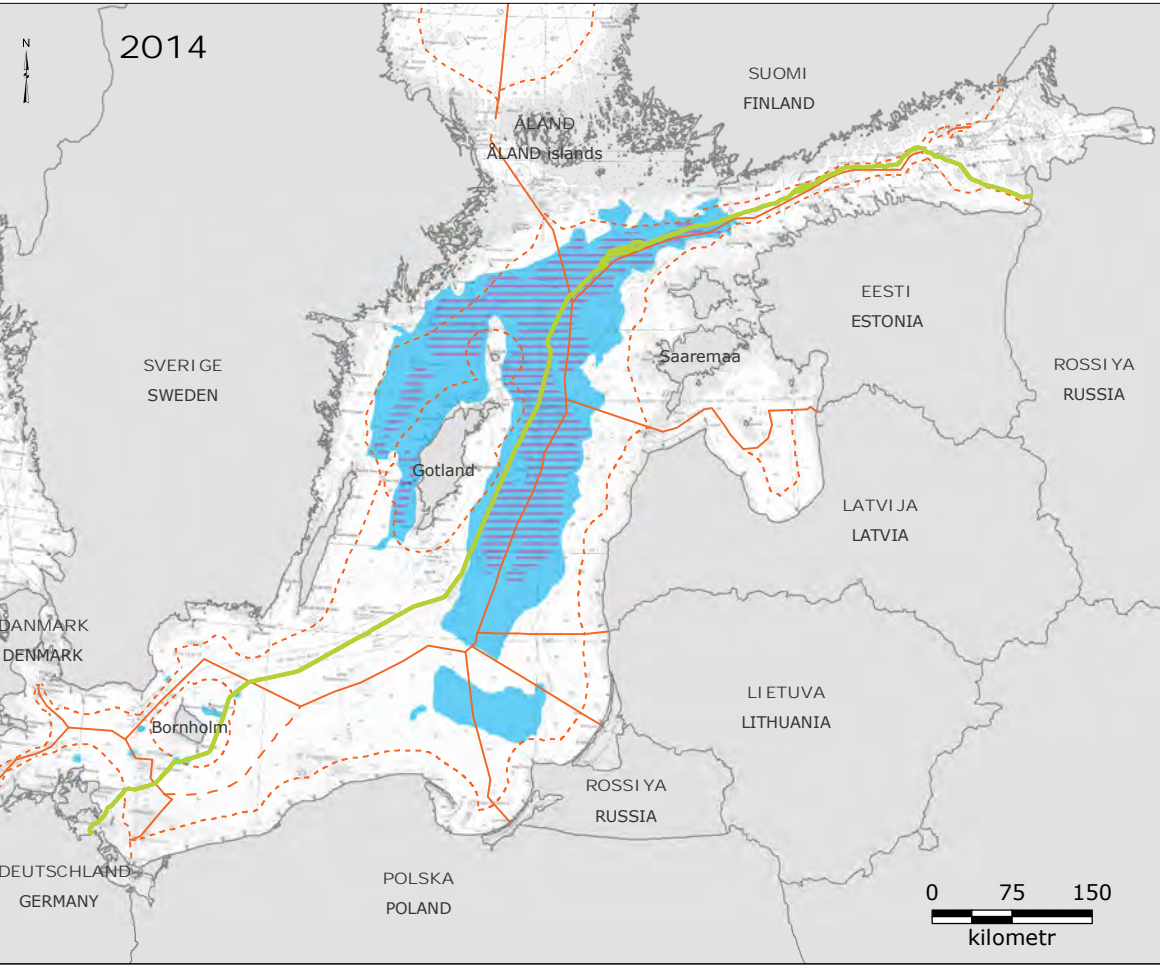 N
2014
SUOMI
FINLAND
ÅLAND
ÅLAND islands
EESTI
ESTONIA
SVERIGE
SWEDEN
Saaremaa
ROSSIYA
RUSSIA
Gotland
LATVIJA
LATVIA
DANMARK
DENMARK
LIETUVA
LITHUANIA
Bornholm
ROSSIYA
RUSSIA
DEUTSCHLAND
GERMANY
POLSKA
POLAND
0 75 150
kilometr